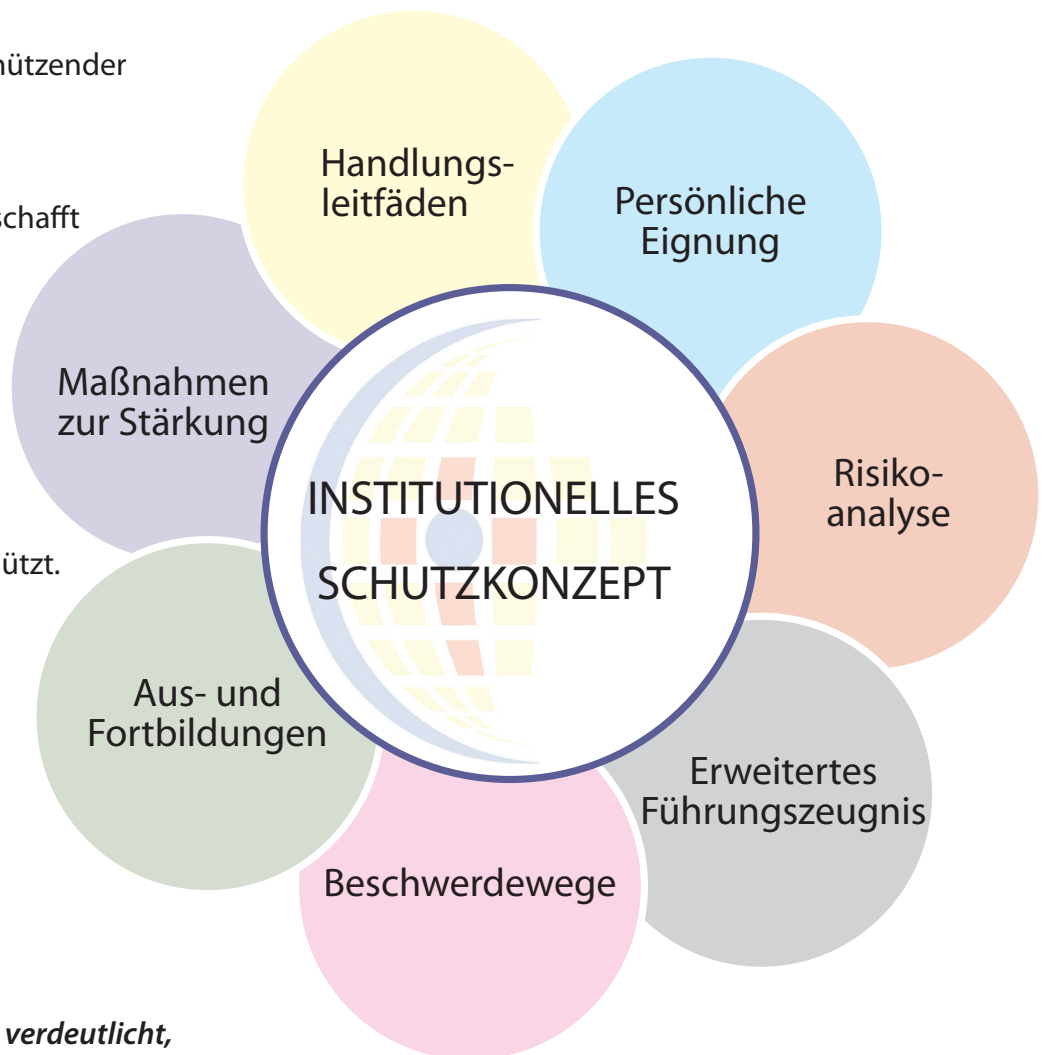 schafft
ützt.
verdeutlicht,
Handlungs-
leitfäden
Persönliche
Eignung
Maßnahmen
zur Stärkung
Risiko-
analyse
INSTITUTIONELLES
SCHUTZKONZEPT
Aus- und
Fortbildungen
Erweitertes
Führungszeugnis
Beschwerdewege